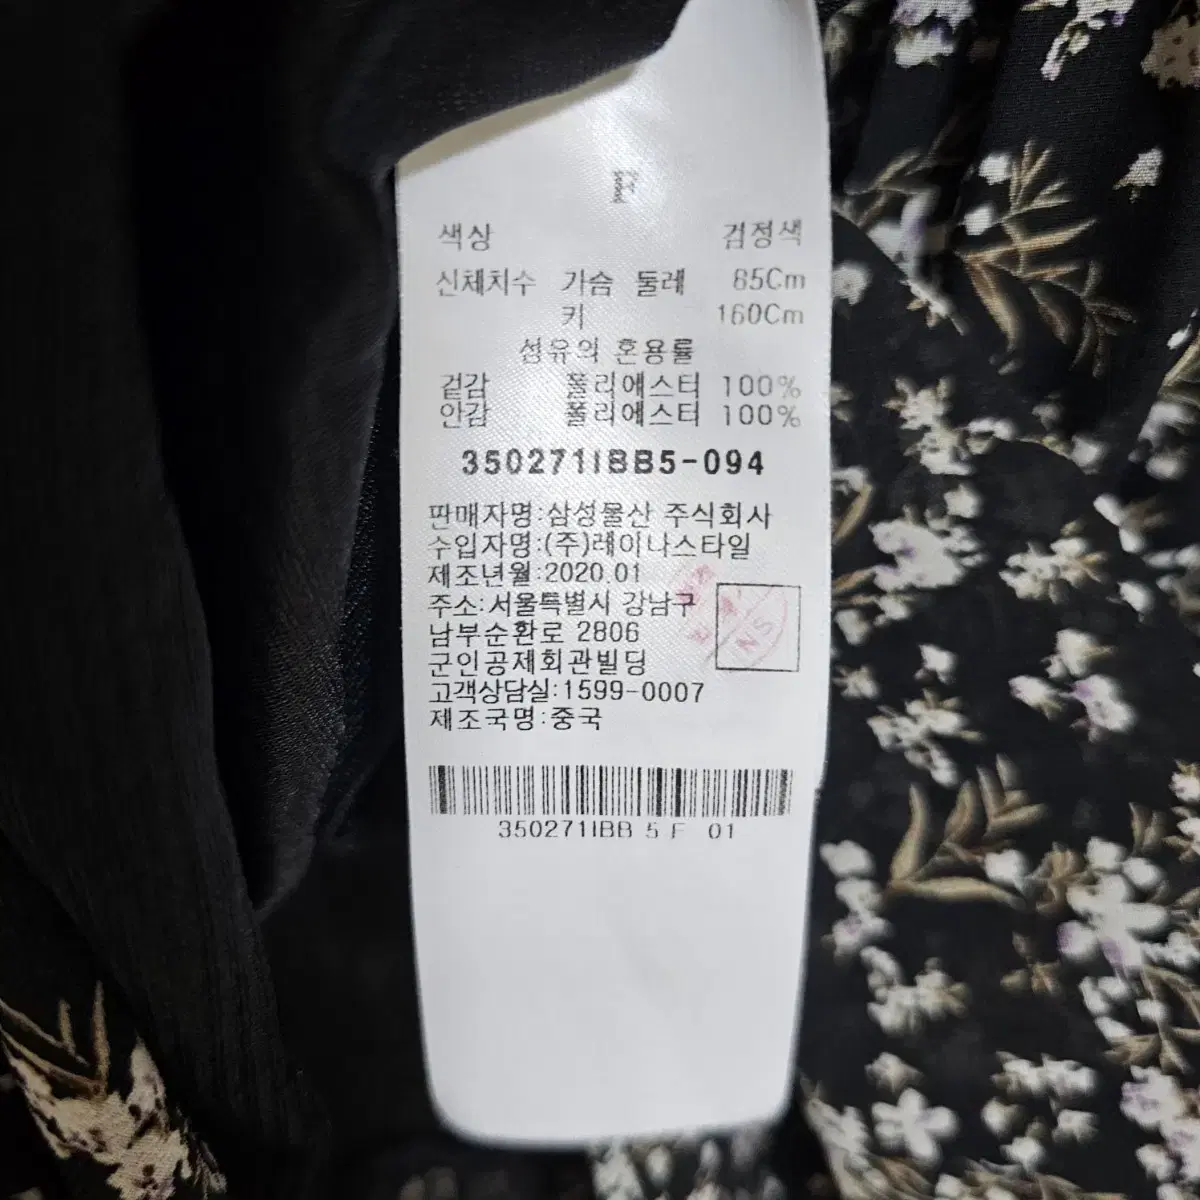 F
색상 검정색
신체치수 가슴 둘레 85Cm
키 160Cm
섬유의 혼용률
겉감 폴리에스터 100%
안감 폴리에스터 100%
350271IBB5-094
판매자명:삼성물산 주식회사
수입자명:(주)레이나스타일
제조년월:2020.01
주소:서울특별시 강남구
남부순환로 2806
군인공제회관빌딩
고객상담실:1599-0007
제조국명:중국
NS
350271IBB 5 F 01